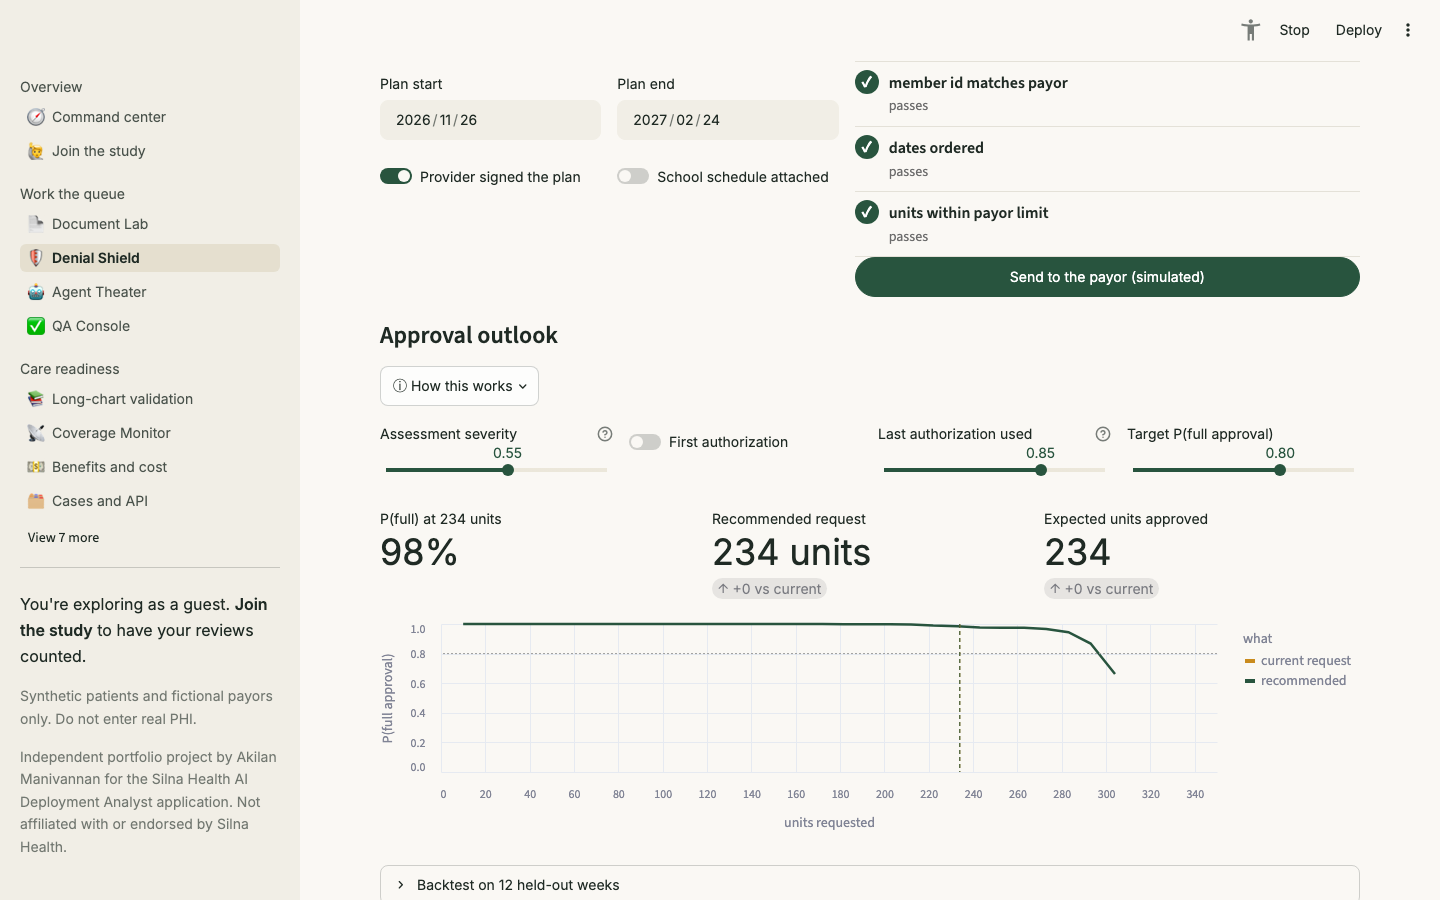 Stop
Deploy
Overview
Command center
Join the study
Work the queue
Document Lab
Denial Shield
Agent Theater
QA Console
Care readiness
Long-chart validation
Coverage Monitor
Benefits and cost
Cases and API
View 7 more
You're exploring as a guest. Join
the study to have your reviews
counted.
Synthetic patients and fictional payors
only. Do not enter real PHI.
Independent portfolio project by Akilan
Manivannan for the Silna Health AI
Deployment Analyst application. Not
affiliated with or endorsed by Silna
Health.
Plan start
2026/11/26
Plan end
2027/02/24
Provider signed the plan
School schedule attached
member id matches payor
passes
dates ordered
passes
units within payor limit
passes
Send to the payor (simulated)
Approval outlook
ⓘ How this works
Assessment severity
0.55
First authorization
Last authorization used
0.85
Target P(full approval)
0.80
P(full) at 234 units
98%
Recommended request
234 units
↑ +0 vs current
Expected units approved
234
↑ +0 vs current
P(full approval)
1.0
0.8
0.6
0.4
0.2
0.0
0 20 40 60 80 100 120 140 160 180 200 220 240 260 280 300 320 340
units requested
what
current request
recommended
Backtest on 12 held-out weeks